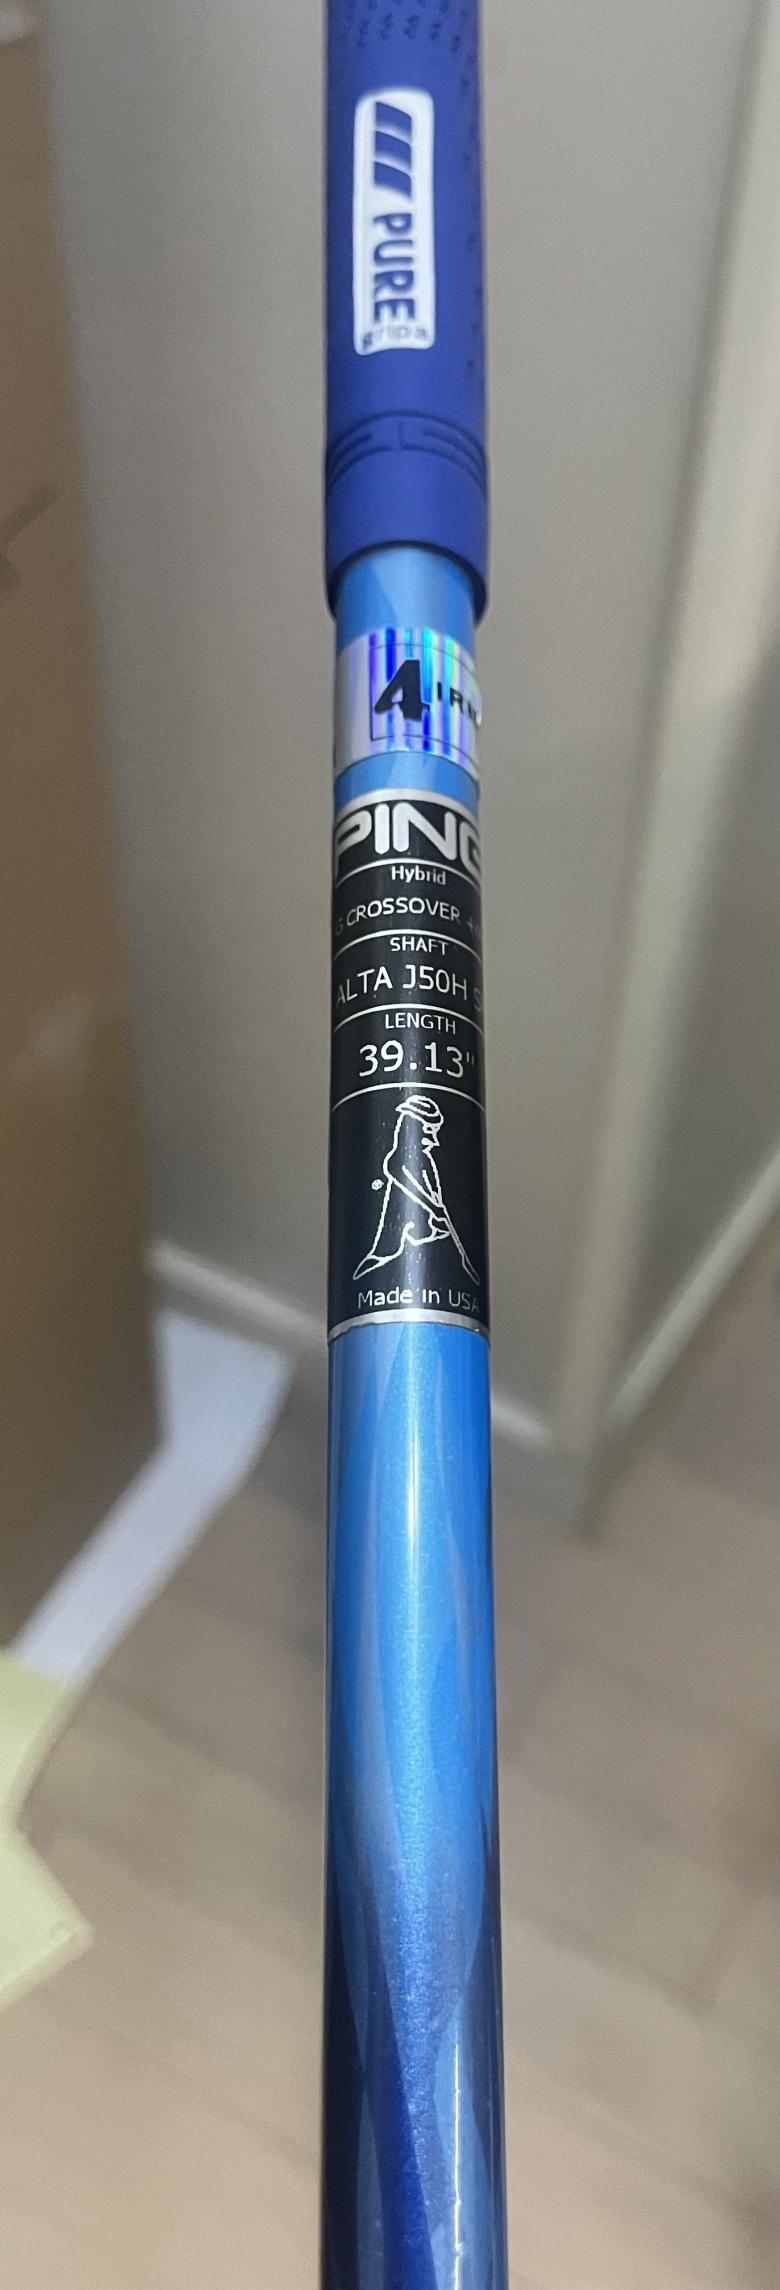 PURE
grips
4
PING
Hybrid
G CROSSOVER
SHAFT
ALTA J50H S
LENGTH
39.13"
®
Made in USA